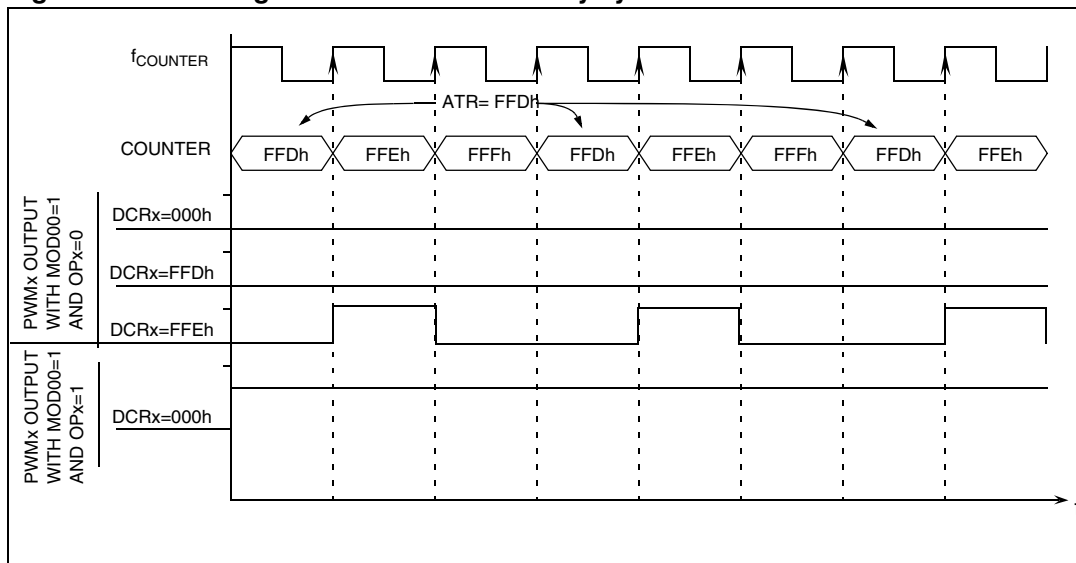 fCOUNTER
ATR= FFDh
COUNTER
FFDh FFEh FFFh FFDh FFEh FFFh FFDh FFEh
PWMx OUTPUT
WITH MOD00=1
AND OPx=0
DCRx=000h
DCRx=FFDh
DCRx=FFEh
PWMx OUTPUT
WITH MOD00=1
AND OPx=1
DCRx=000h